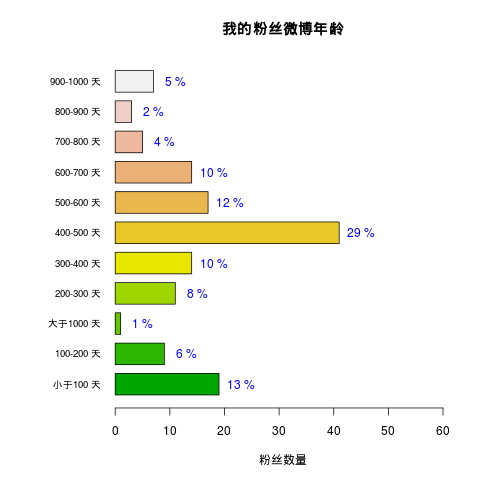 我的粉丝微博年龄
900-1000 天 5 %
800-900 天 2 %
700-800 天 4 %
600-700 天 10 %
500-600 天 12 %
400-500 天 29 %
300-400 天 10 %
200-300 天 8 %
大于1000 天 1 %
100-200 天 6 %
小于100 天 13 %
0 10 20 30 40 50 60
粉丝数量